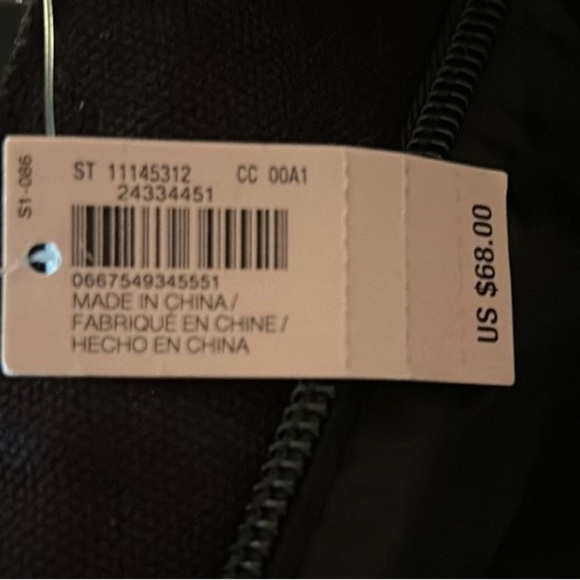 S1-086
ST 11145312 CC 00A1
24334451
0667549345551
MADE IN CHINA/
FABRIQUÉ EN CHINE/
HECHO EN CHINA
US $68.00